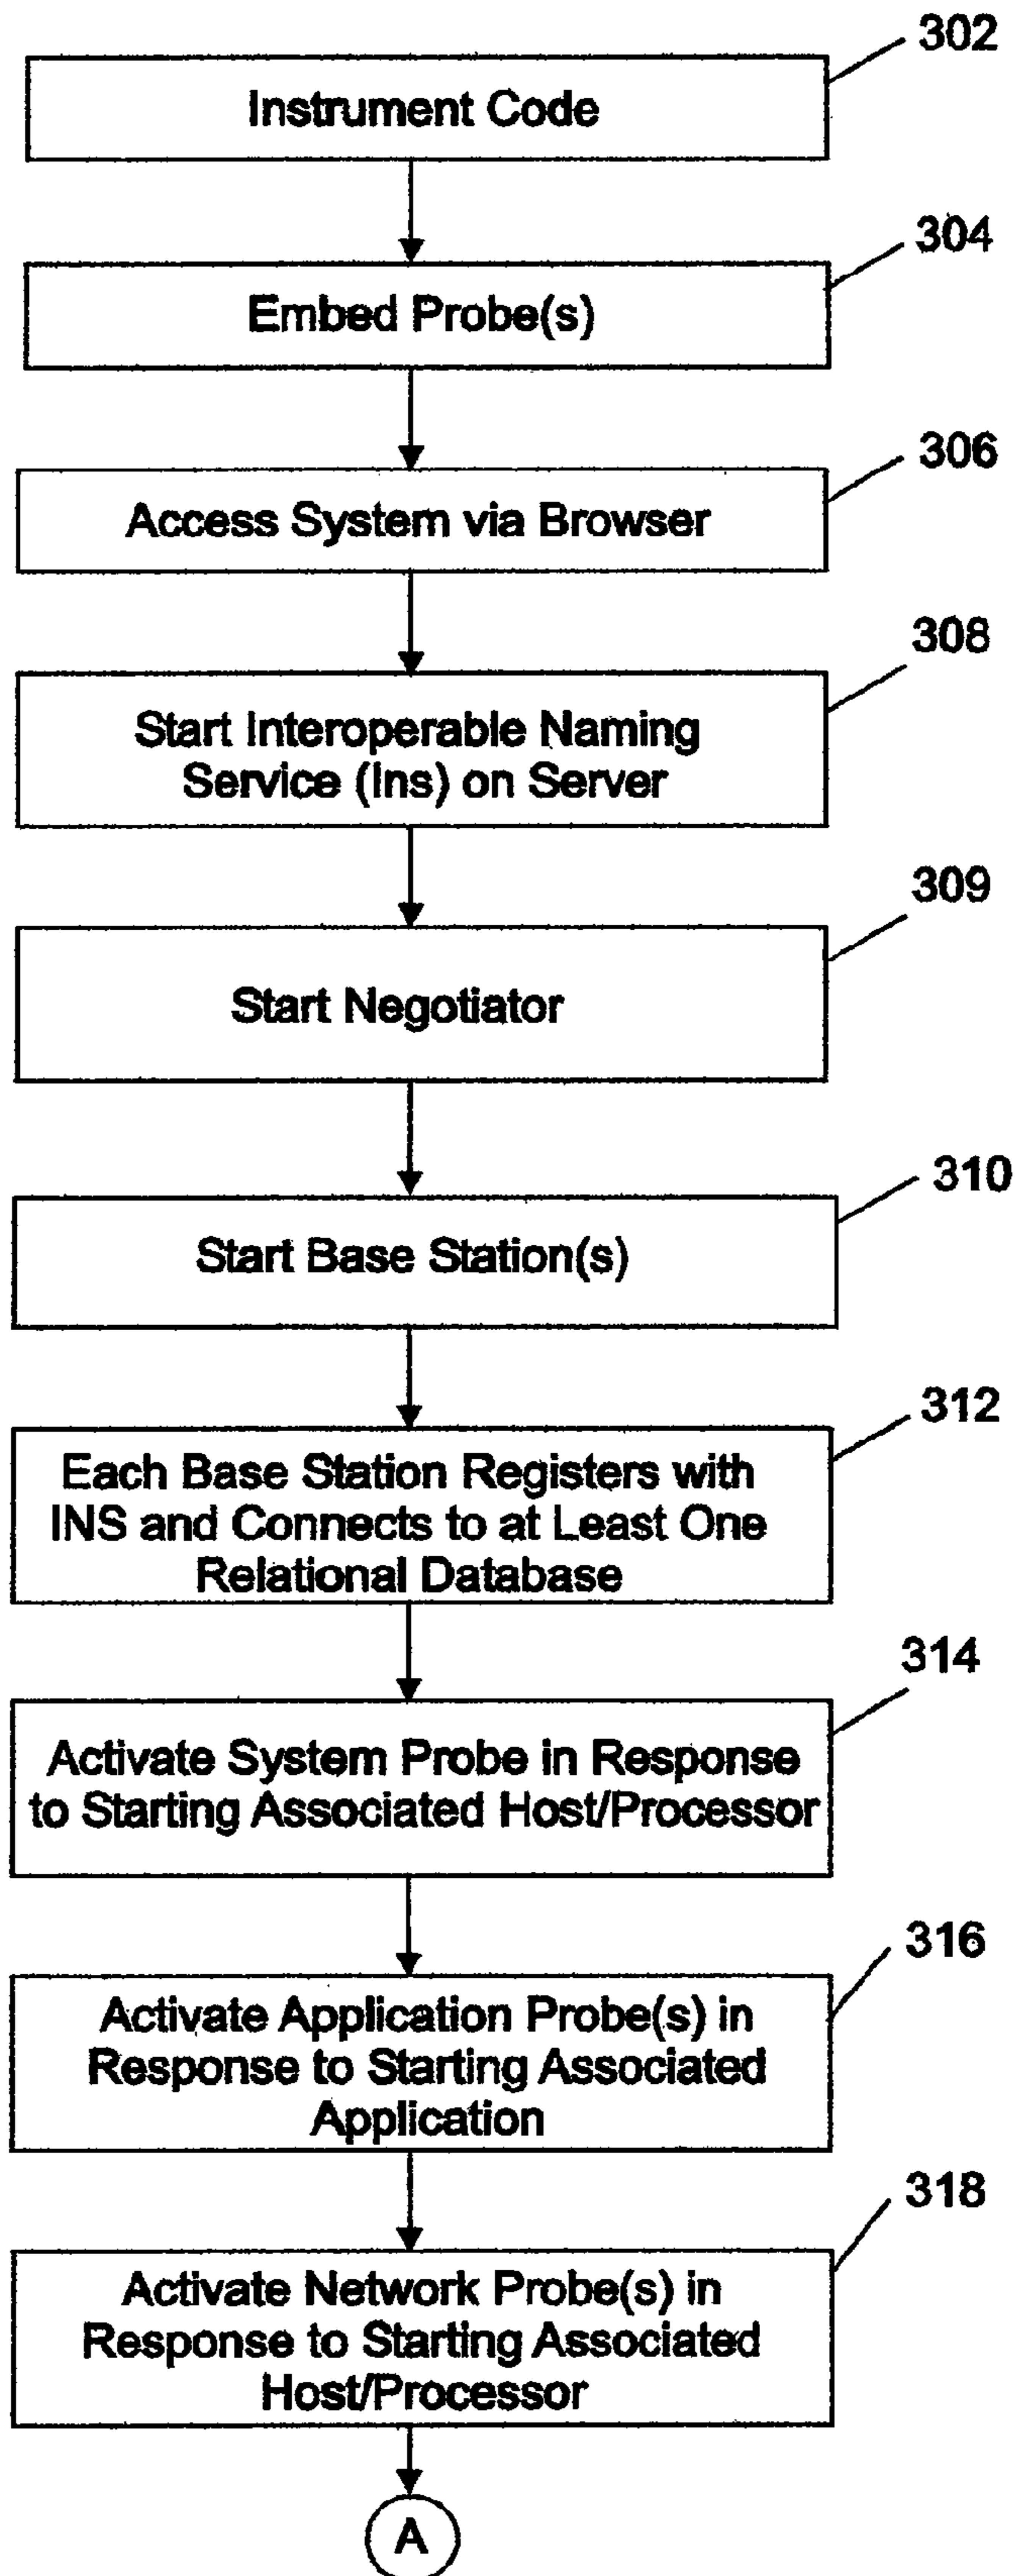 302
Instrument Code
304
Embed Probe(s)
306
Access System via Browser
308
Start Interoperable Naming
Service (Ins) on Server
309
Start Negotiator
310
Start Base Station(s)
312
Each Base Station Registers with
INS and Connects to at Least One
Relational Database
314
Activate System Probe in Response
to Starting Associated Host/Processor
316
Activate Application Probe(s) in
Response to Starting Associated
Application
318
Activate Network Probe(s) in
Response to Starting Associated
Host/Processor
A